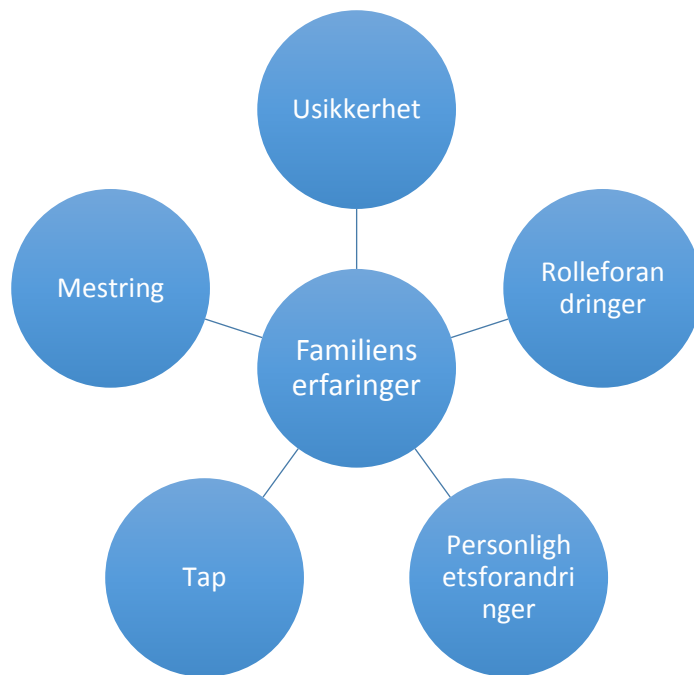 Usikkerhet
Mestring
Rolleforan
dringer
Familiens
erfaringer
Tap
Personligh
etsforandri
nger